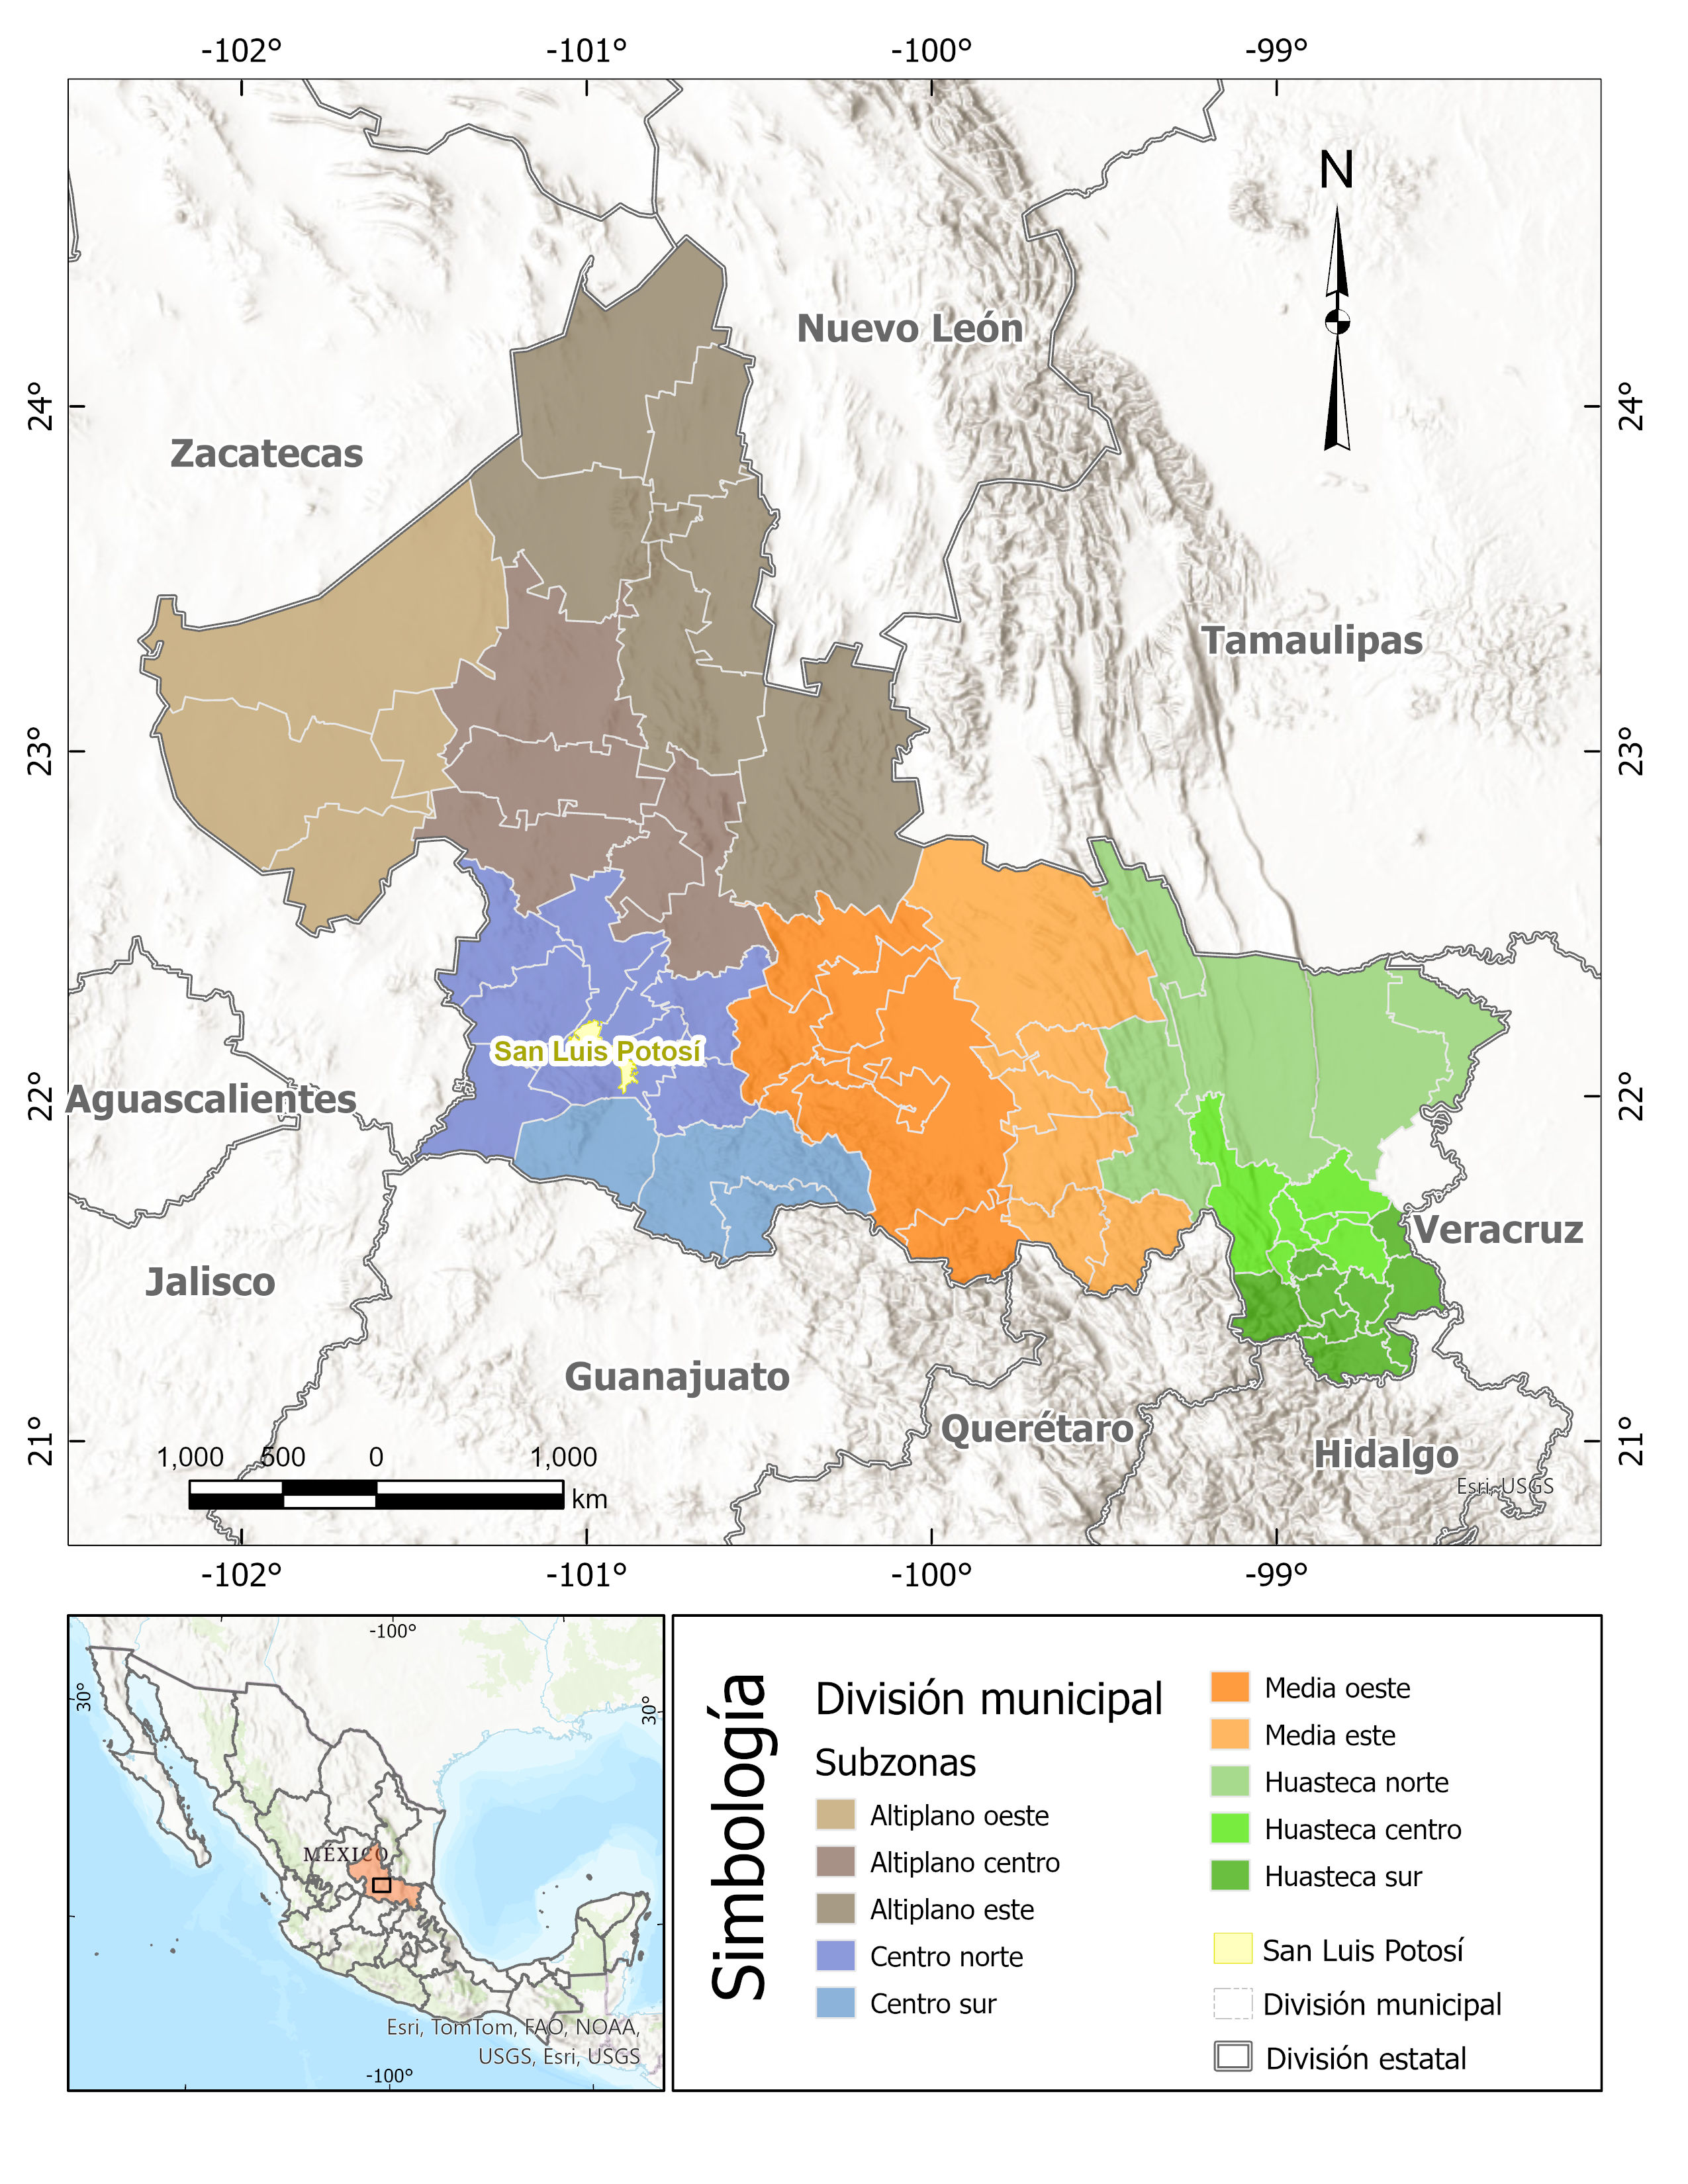 -102° -101° -100° -99°
N
Nuevo León
24° 24°
Zacatecas
Tamaulipas
23° 23°
San Luis Potosí
22° 22°
Aguascalientes
Veracruz
Jalisco
Guanajuato
Querétaro
21° 21°
Hidalgo
1,000 500 0 1,000
km
Esri, USGS
-102° -101° -100° -99°
-100°
30° 30°
MÉXICO
Esri, TomTom, FAO, NOAA,
USGS, Esri, USGS
-100°
Simbología
División municipal
Subzonas
Altiplano oeste
Altiplano centro
Altiplano este
Centro norte
Centro sur
Media oeste
Media este
Huasteca norte
Huasteca centro
Huasteca sur
San Luis Potosí
División municipal
División estatal